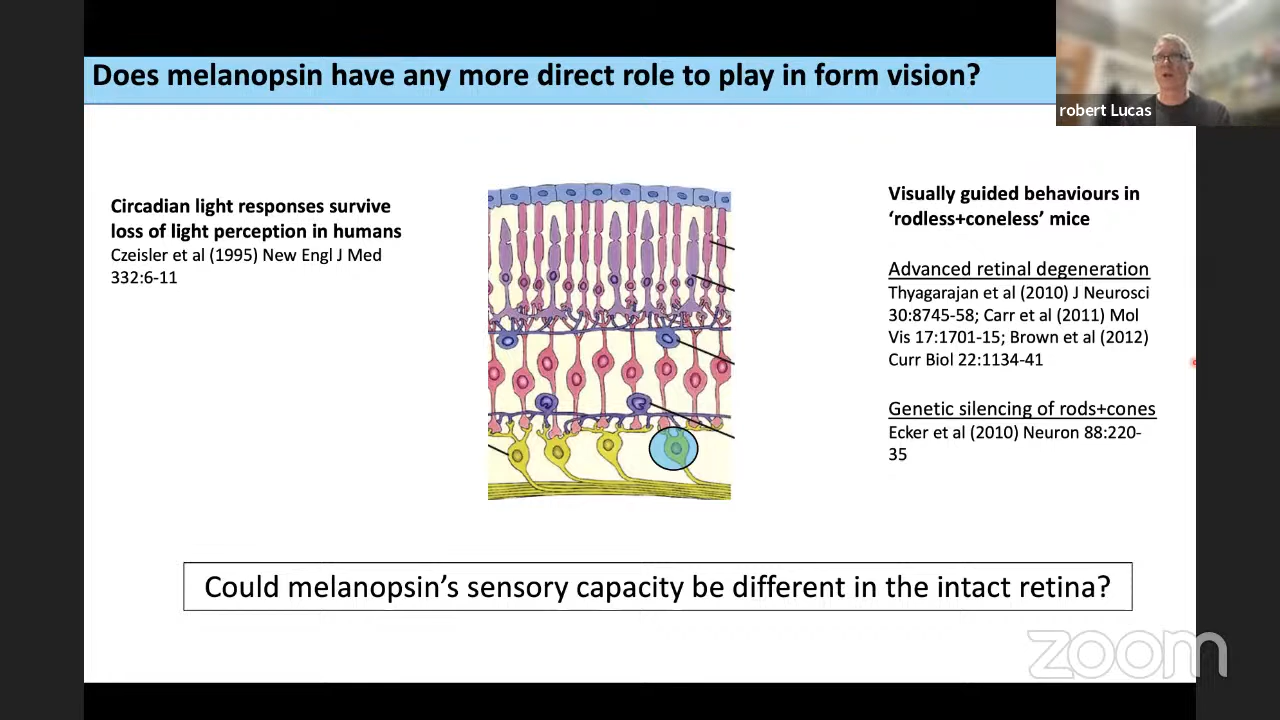 Does melanopsin have any more direct role to play in form vision?
robert Lucas
Circadian light responses survive
loss of light perception in humans
Czeisler et al (1995) New Engl J Med
332:6-11
Visually guided behaviours in
‘rodless+coneless’ mice
Advanced retinal degeneration
Thyagarajan et al (2010) J Neurosci
30:8745-58; Carr et al (2011) Mol
Vis 17:1701-15; Brown et al (2012)
Curr Biol 22:1134-41
Genetic silencing of rods+cones
Ecker et al (2010) Neuron 88:220-
35
Could melanopsin’s sensory capacity be different in the intact retina?
zoom